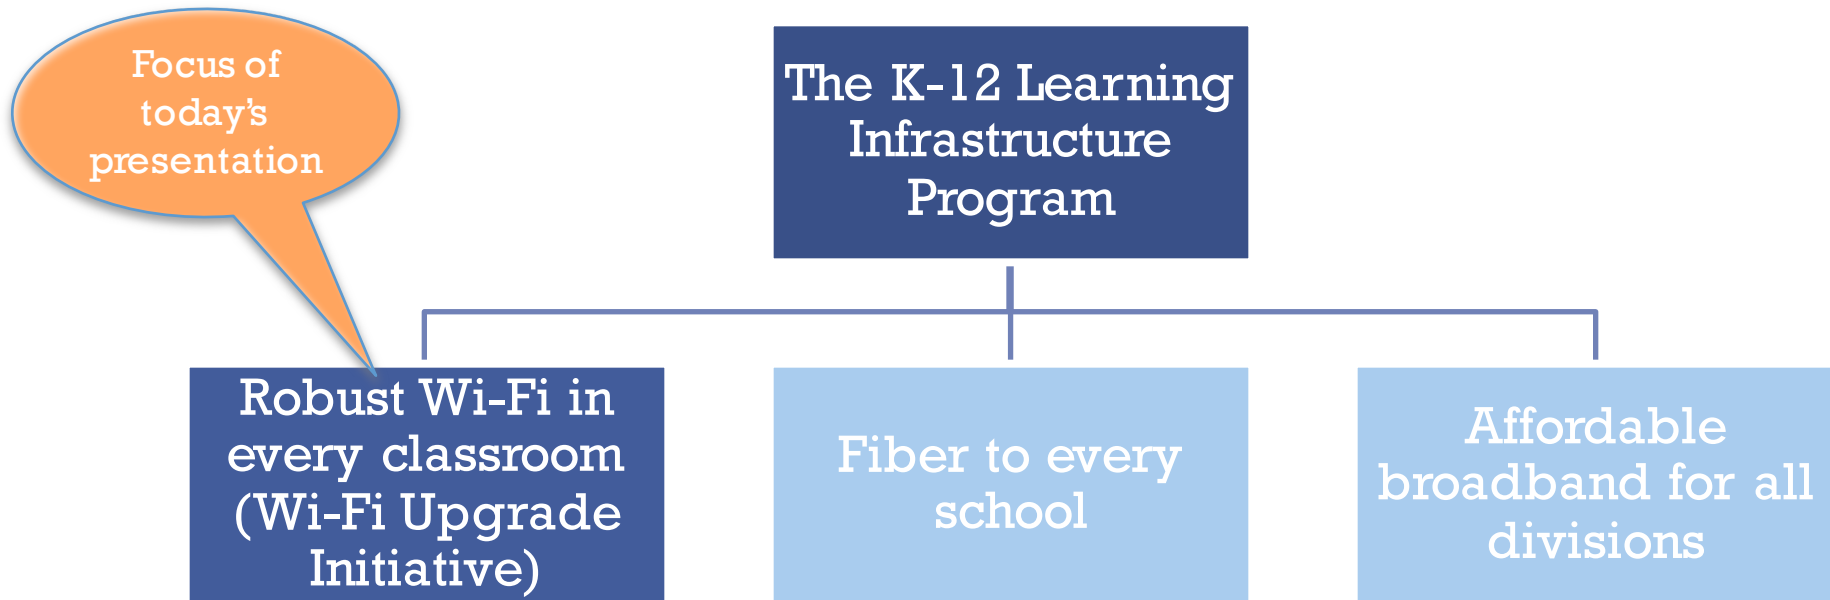 Focus of
today's
presentation
The K-12 Learning
Infrastructure
Program
Robust Wi-Fi in
every classroom
(Wi-Fi Upgrade
Initiative)
Fiber to every
school
Affordable
broadband for all
divisions